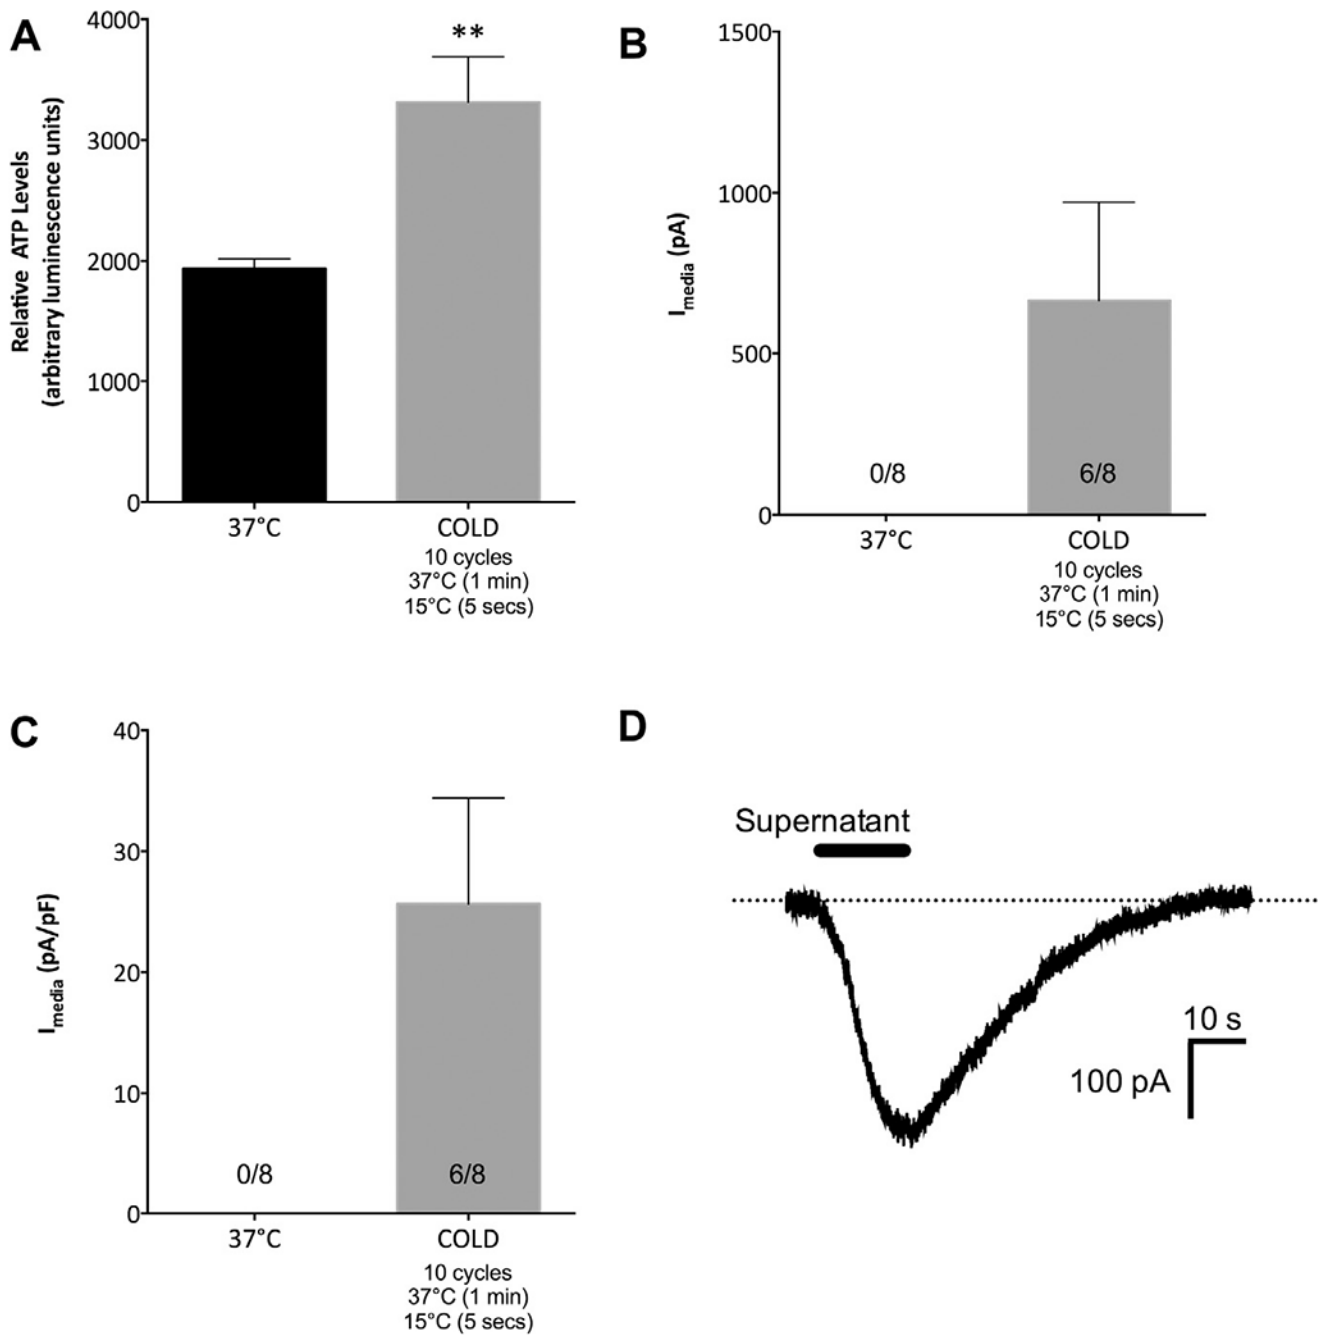 A
Relative ATP Levels
(arbitrary luminescence units)
4000
3000
2000
1000
0
**
37°C
COLD
10 cycles
37°C (1 min)
15°C (5 secs)
B
Imedia (pA)
1500
1000
500
0
0/8
6/8
37°C
COLD
10 cycles
37°C (1 min)
15°C (5 secs)
C
Imedia (pA/pF)
40
30
20
10
0
0/8
6/8
37°C
COLD
10 cycles
37°C (1 min)
15°C (5 secs)
D
Supernatant
10 s
100 pA